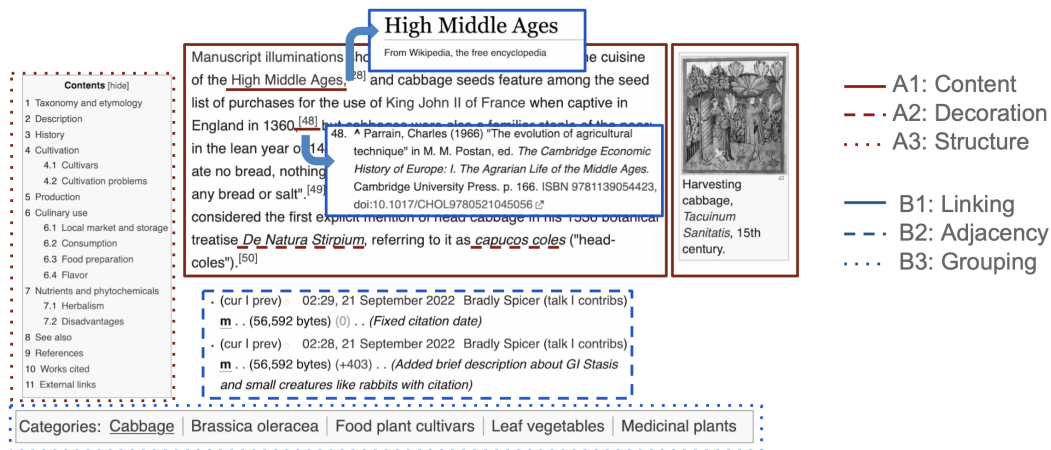 High Middle Ages
From Wikipedia, the free encyclopedia
Contents [hide]
1 Taxonomy and etymology
2 Description
3 History
4 Cultivation
4.1 Cultivars
4.2 Cultivation problems
5 Production
6 Culinary use
6.1 Local market and storage
6.2 Consumption
6.3 Food preparation
6.4 Flavor
7 Nutrients and phytochemicals
7.1 Herbalism
7.2 Disadvantages
8 See also
9 References
10 Works cited
11 External links
Manuscript illuminations cuisine
of the High Middle Ages, 28] and cabbage seeds feature among the seed
list of purchases for the use of King John II of France when captive in
England in 1360,[48]
in the lean year of 14
ate no bread, nothing
any bread or salt".[49]
considered the first explicit mention of head cabbage in his 1536 botanical
treatise De Natura Stirpium, referring to it as capucos coles ("head-
coles").[50]
48. ^ Parrain, Charles (1966) "The evolution of agricultural
technique" in M. M. Postan, ed. The Cambridge Economic
History of Europe: I. The Agrarian Life of the Middle Ages.
Cambridge University Press. p. 166. ISBN 9781139054423,
doi:10.1017/CHOL9780521045056
Harvesting
cabbage,
Tacuinum
Sanitatis, 15th
century.
A1: Content
A2: Decoration
A3: Structure
B1: Linking
B2: Adjacency
B3: Grouping
· (cur | prev) 02:29, 21 September 2022 Bradly Spicer (talk | contribs)
m . . (56,592 bytes) (0) . . (Fixed citation date)
· (cur | prev) 02:28, 21 September 2022 Bradly Spicer (talk | contribs)
m . . (56,592 bytes) (+403) . . (Added brief description about GI Stasis
and small creatures like rabbits with citation)
Categories: Cabbage | Brassica oleracea | Food plant cultivars | Leaf vegetables | Medicinal plants